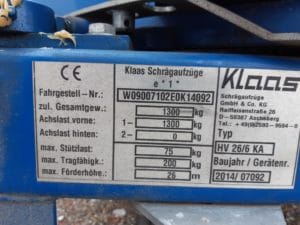 CE
Klaas Schrägaufzüge
e * 1 *
Klaas
Schrägaufzüge
GmbH & Co. KG
Raiffeisenstraße 26
D - 59387 Ascheberg
Fahrgestell - Nr.: W09007102E0K14092
zul. Gesamtgew.: 1300 kg
Achslast vorne: 1- 1300 kg
Achslast hinten: 2- 0 kg
Typ
HV 26/6 KA
max. Stützlast: 75 kg
max. Tragfähigk.: 200 kg
max. Förderhöhe.: 26 m
Baujahr / Gerätenr.
2014/ 07092